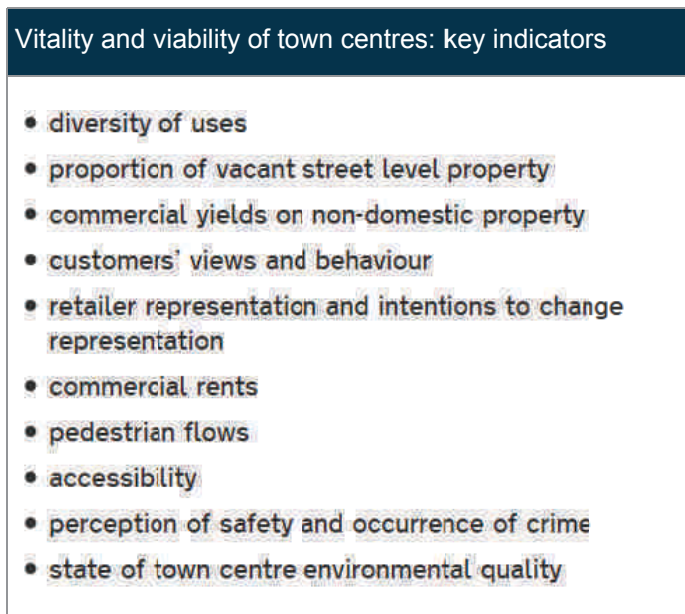 Vitality and viability of town centres: key indicators
• diversity of uses
• proportion of vacant street level property
• commercial yields on non-domestic property
• customers' views and behaviour
• retailer representation and intentions to change
representation
• commercial rents
• pedestrian flows
• accessibility
• perception of safety and occurrence of crime
• state of town centre environmental quality